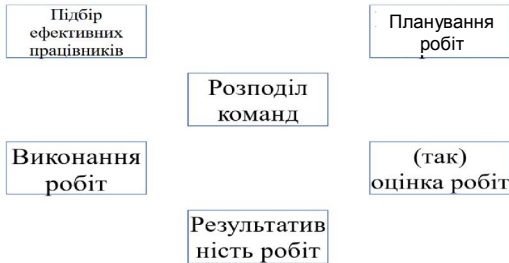 Підбір
ефективних
працівників
Планування
робіт
Розподіл
команд
Виконання
робіт
(так)
оцінка робіт
Результатив
ність робіт